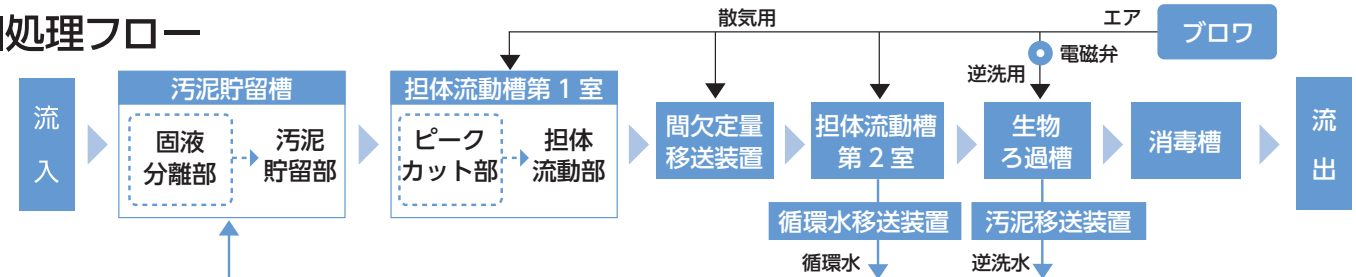 処理フロー
散気用
エア
ブロワ
電磁弁
逆洗用
流入
汚泥貯留槽
固液
分離部
汚泥
貯留部
担体流動槽第1室
ピーク
カット部
担体
流動部
間欠定量
移送装置
担体流動槽
第2室
生物
ろ過槽
消毒槽
流出
循環水移送装置
汚泥移送装置
循環水
逆洗水